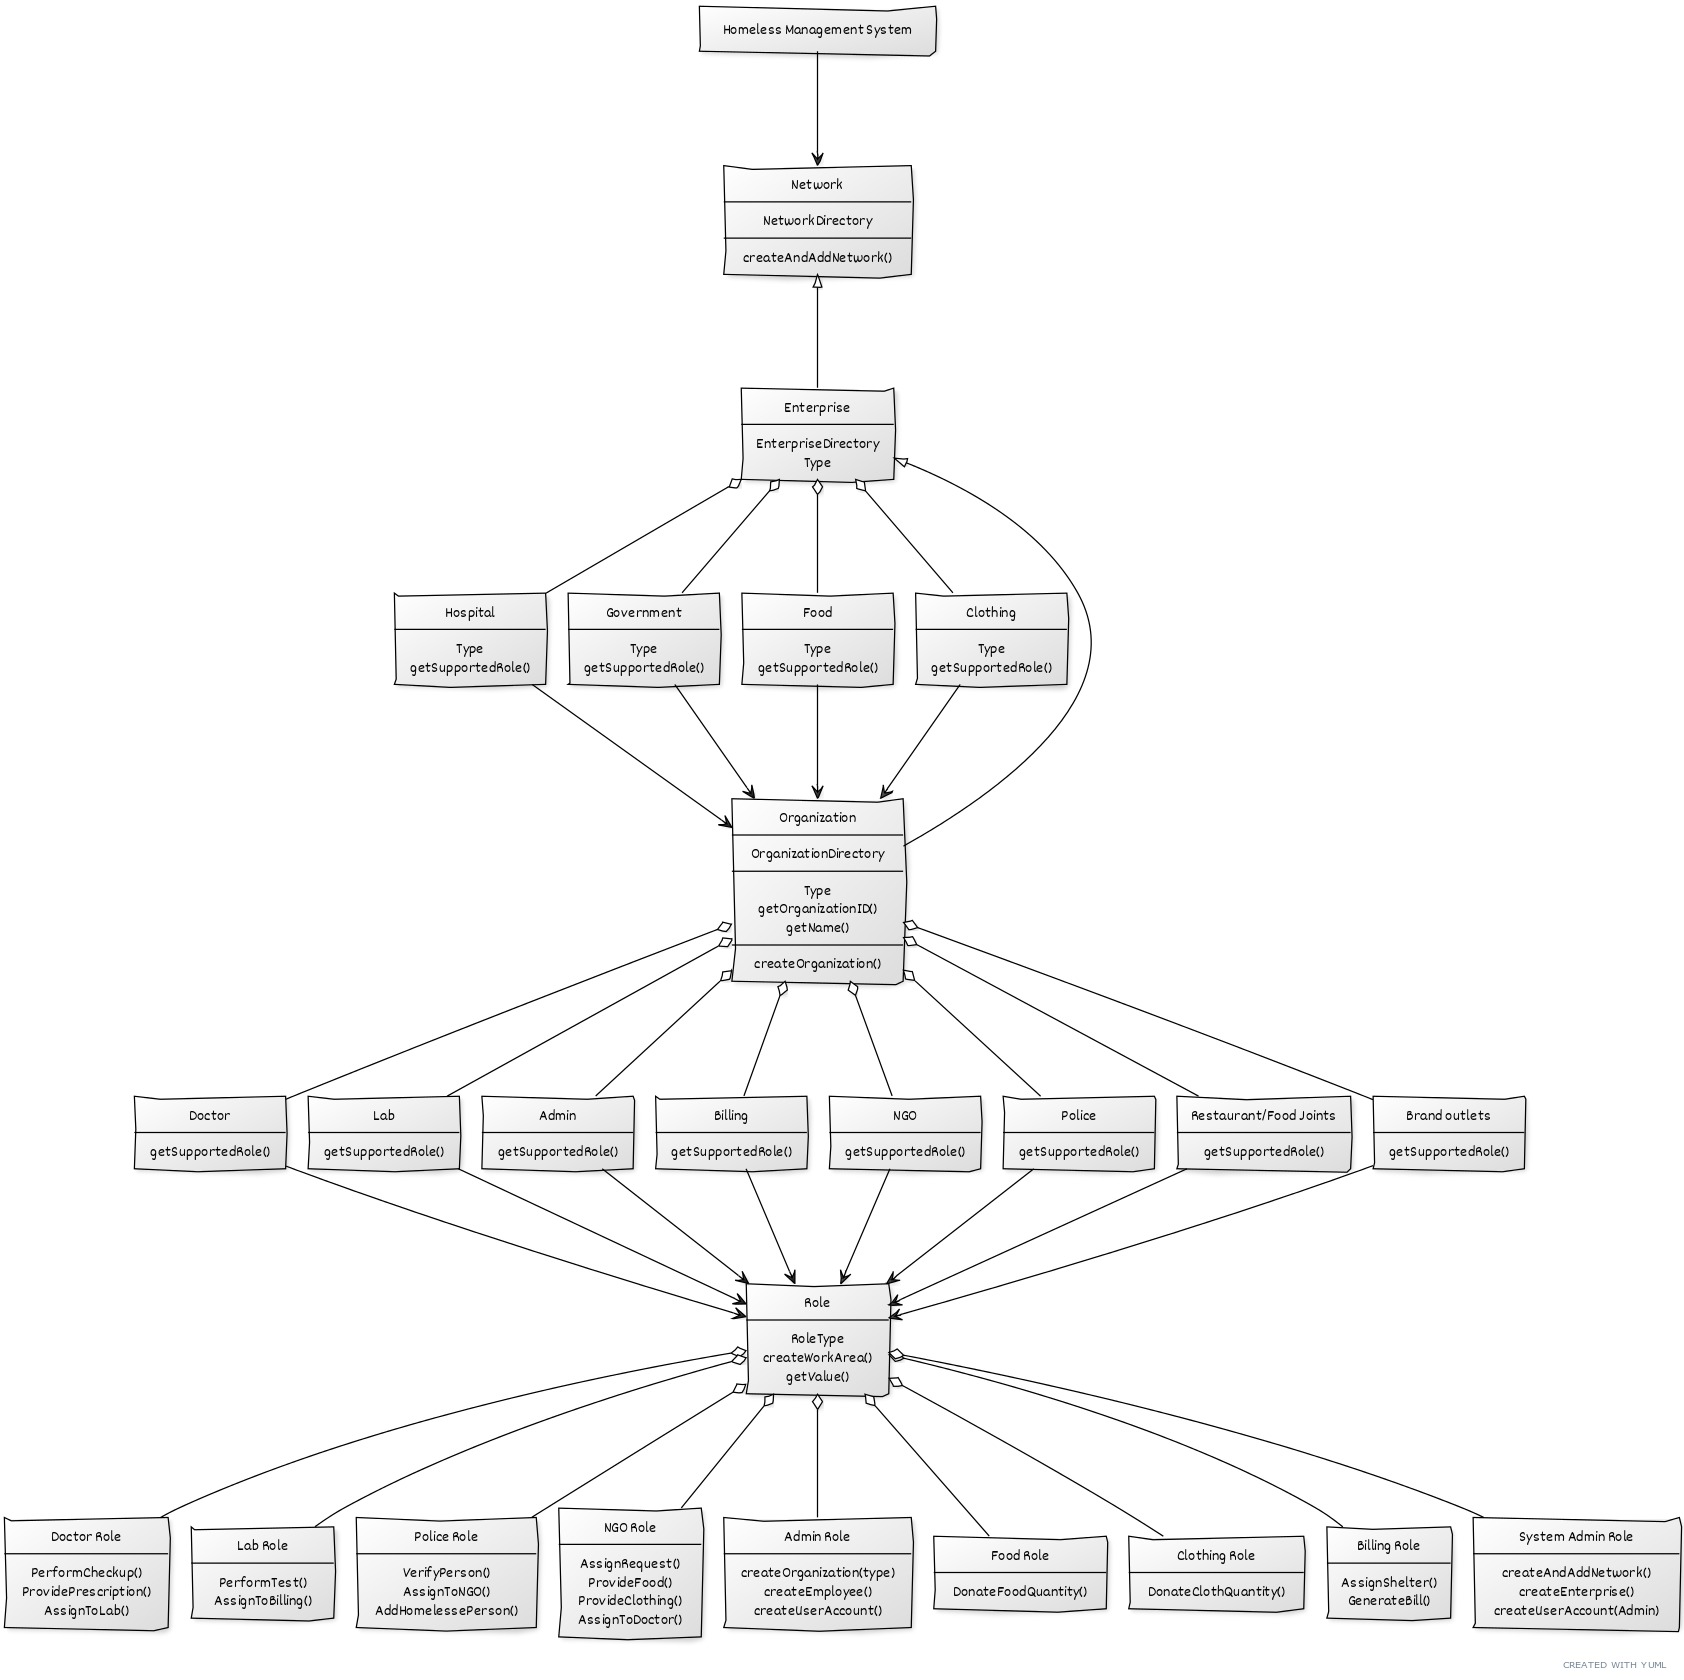 Homeless Management System
Network
NetworkDirectory
createAndAddNetwork()
Enterprise
EnterpriseDirectory
Type
Hospital
Type
getSupportedRole()
Government
Type
getSupportedRole()
Food
Type
getSupportedRole()
Clothing
Type
getSupportedRole()
Organization
OrganizationDirectory
Type
getOrganizationID()
getName()
createOrganization()
Doctor
getSupportedRole()
Lab
getSupportedRole()
Admin
getSupportedRole()
Billing
getSupportedRole()
NGO
getSupportedRole()
Police
getSupportedRole()
Restaurant/Food Joints
getSupportedRole()
Brand outlets
getSupportedRole()
Role
RoleType
createWorkArea()
getValue()
Doctor Role
PerformCheckup()
ProvidePrescription()
AssignToLab()
Lab Role
PerformTest()
AssignToBilling()
Police Role
VerifyPerson()
AssignToNGO()
AddHomelessePerson()
NGO Role
AssignRequest()
ProvideFood()
ProvideClothing()
AssignToDoctor()
Admin Role
createOrganization(type)
createEmployee()
createUserAccount()
Food Role
DonateFoodQuantity()
Clothing Role
DonateClothQuantity()
Billing Role
AssignShelter()
GenerateBill()
System Admin Role
createAndAddNetwork()
createEnterprise()
createUserAccount(Admin)
CREATED WITH YUML